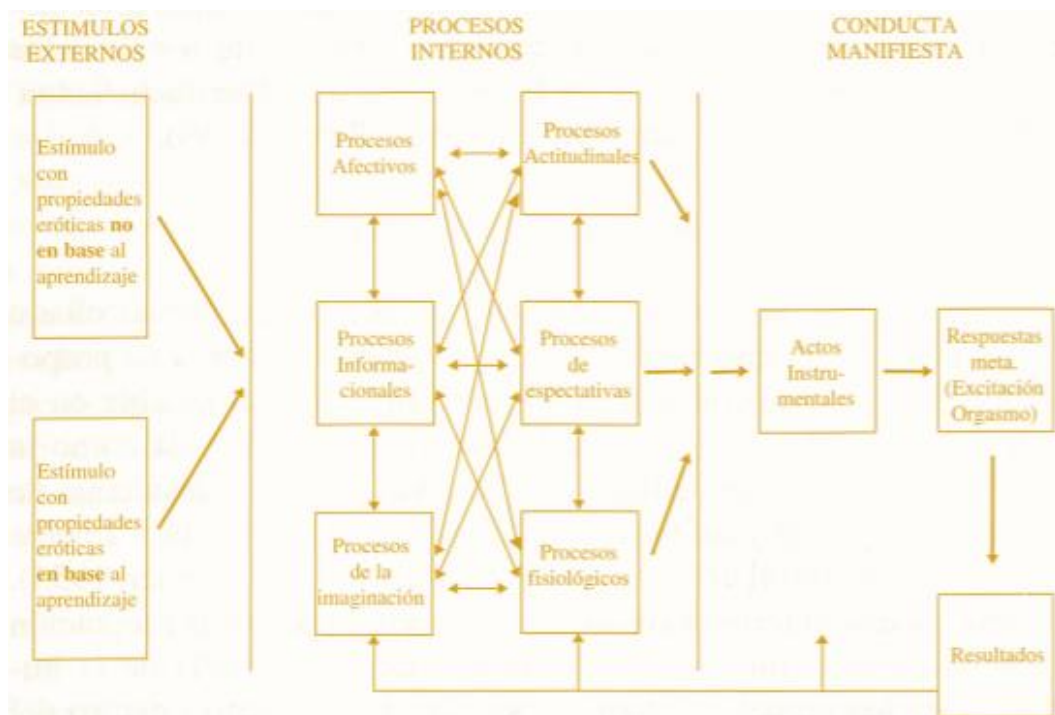 ESTIMULOS
EXTERNOS
PROCESOS
INTERNOS
CONDUCTA
MANIFIESTA
Estímulo
con
propiedades
eróticas no
en base al
aprendizaje
Estímulo
con
propiedades
eróticas
en base al
aprendizaje
Procesos
Afectivos
Procesos
Actitudinales
Procesos
Informa-
cionales
Procesos
de
espectativas
Procesos
de la
imaginación
Procesos
fisiológicos
Actos
Instru-
mentales
Respuestas
meta.
(Excitación
Orgasmo)
Resultados